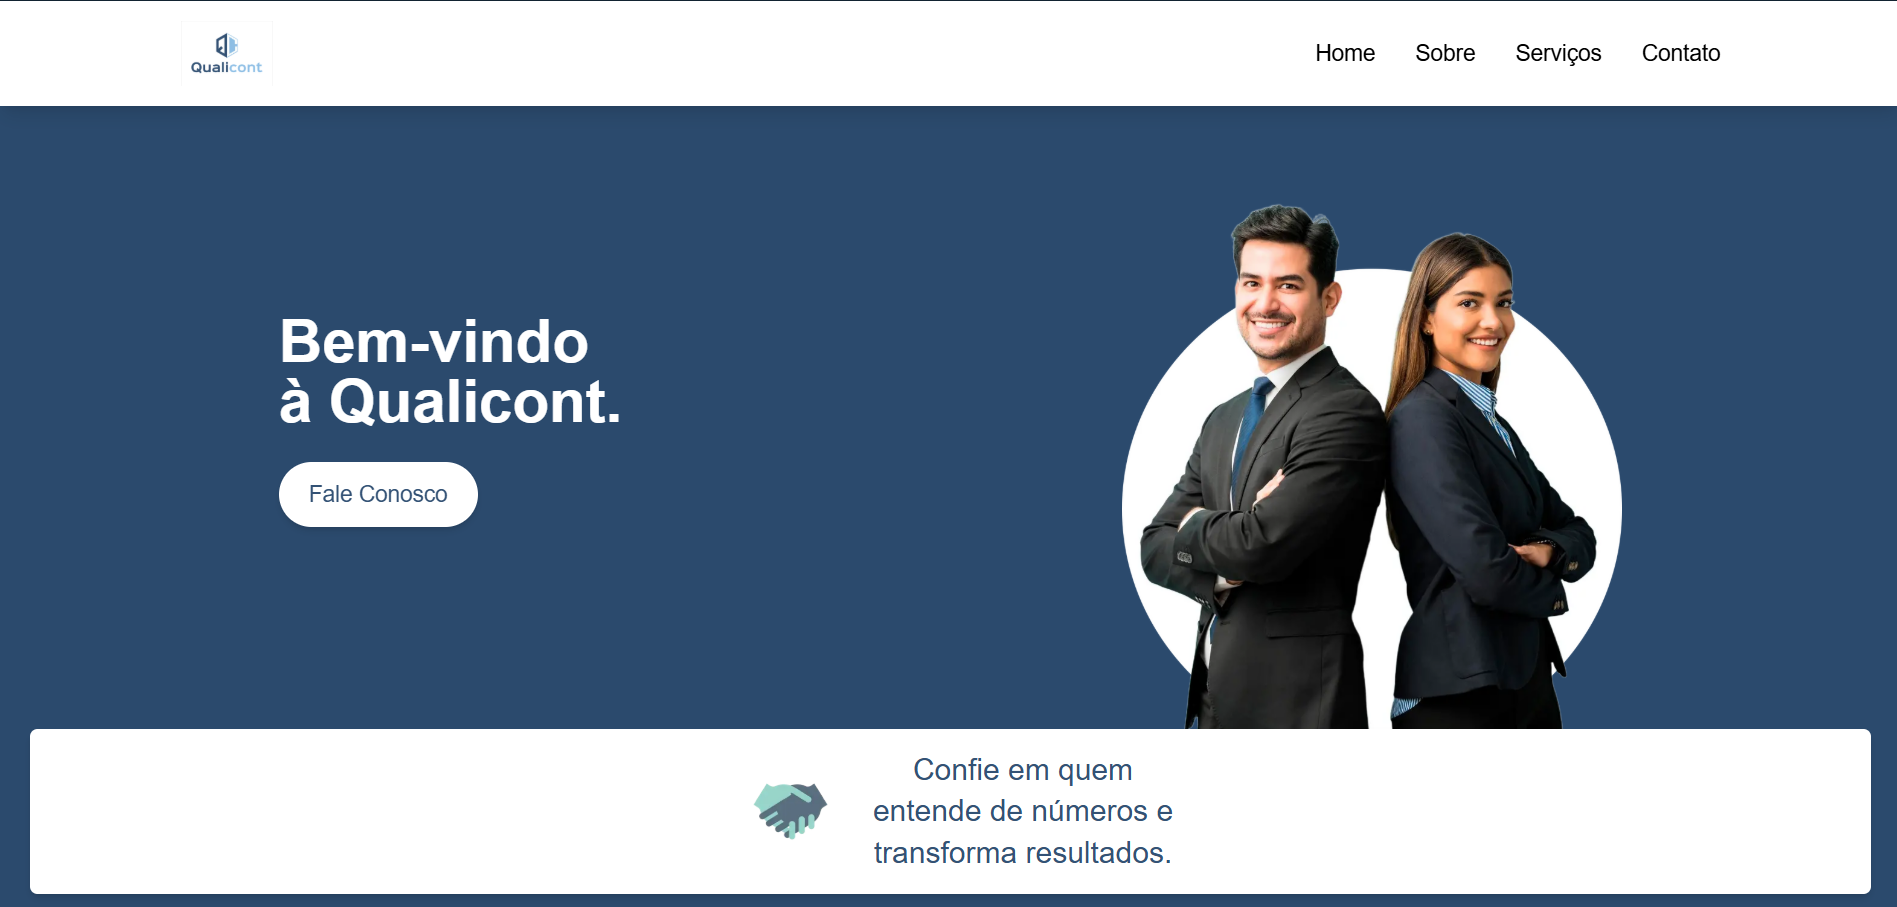 Qualicont
Home Sobre Serviços Contato
Bem-vindo
à Qualicont.
Fale Conosco
Confie em quem
entende de números e
transforma resultados.